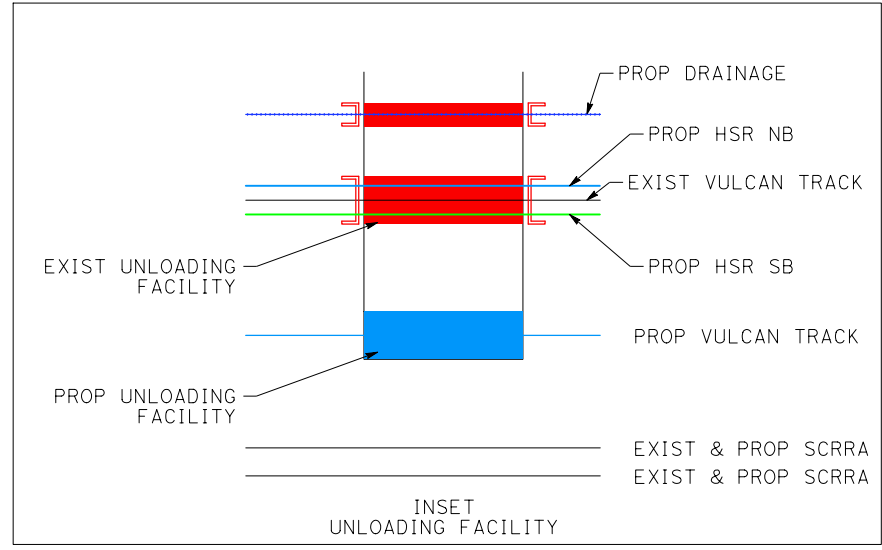 PROP DRAINAGE
PROP HSR NB
EXIST VULCAN TRACK
EXIST UNLOADING
FACILITY
PROP HSR SB
PROP VULCAN TRACK
PROP UNLOADING
FACILITY
EXIST & PROP SCRRA
EXIST & PROP SCRRA
INSET
UNLOADING FACILITY